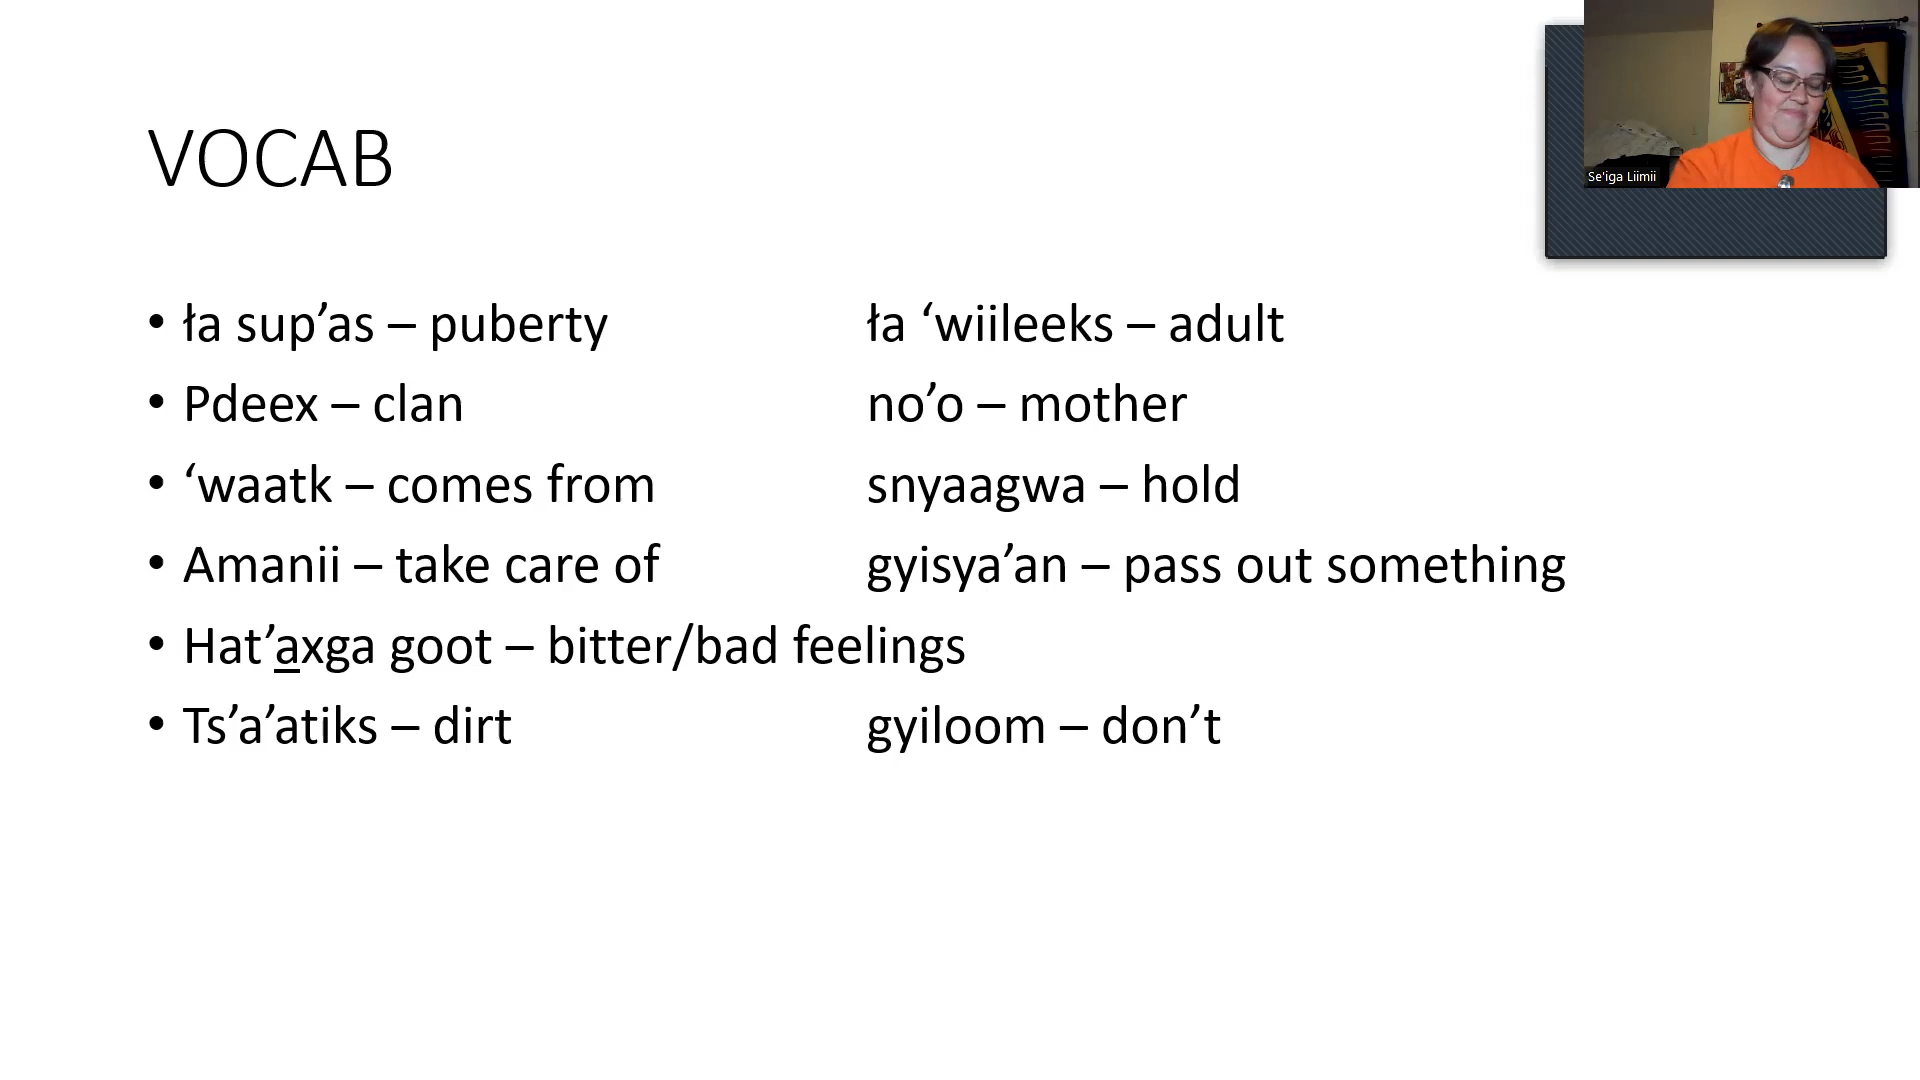 VOCAB
Se'iga Liimii
• ła sup’as – puberty ła ‘wiileeks – adult
• Pdeex – clan no’o – mother
• ‘waatk – comes from snyaagwa – hold
• Amanii – take care of gyisya’an – pass out something
• Hat’a̲xga goot – bitter/bad feelings
• Ts’a’atiks – dirt gyiloom – don’t